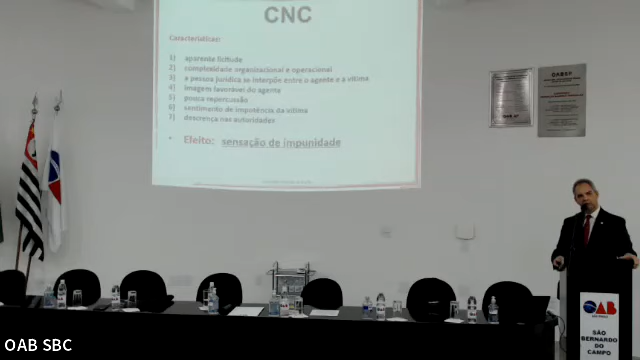 CNC
Características:
1) aparente licitude
2) complexidade organizacional e operacional
3) a pessoa jurídica se interpõe entre o agente e a vítima
4) imagem favorável do agente
5) pouca repercussão
6) sentimento de impotência da vítima
7) descrença nas autoridades
• Eleito: sensação de impunidade
OABSP
OAB
SÃO
BERNARDO
DO
CAMPO
OAB SBC